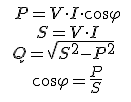 P=V·I·cosφ
S=V·I
Q=√(S²-P²)
cosφ=P/S